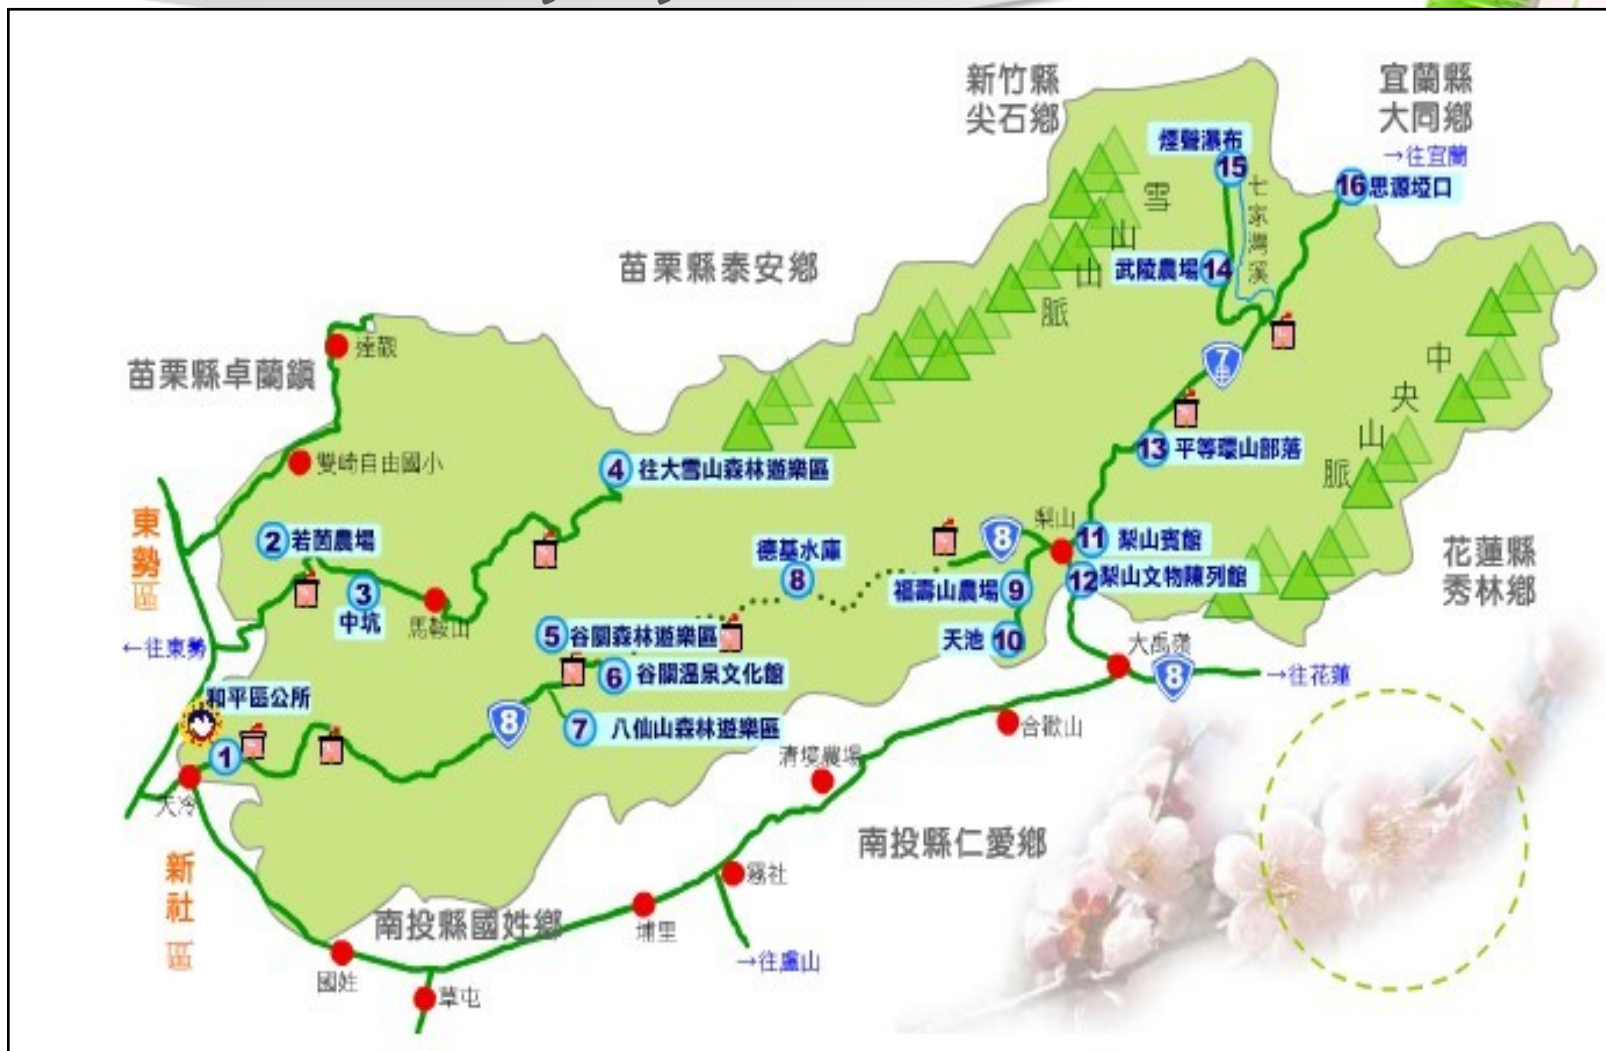 新竹縣
尖石鄉
宜蘭縣
大同鄉
→往宜蘭
煙聲瀑布
15
16 思源埡口
七家灣溪
雪山山脈
苗栗縣泰安鄉
武陵農場 14
達觀
苗栗縣卓蘭鎮
7
甲
中央山脈
雙崎自由國小
4 往大雪山森林遊樂區
13 平等環山部落
東勢區
2 若茵農場
德基水庫
8
8
梨山
11 梨山賓館
花蓮縣
秀林鄉
12 梨山文物陳列館
福壽山農場 9
3
中坑
馬鞍山
5 谷關森林遊樂區
天池 10
大禹嶺
←往東勢
6 谷關溫泉文化館
8
→往花蓮
和平區公所
8
7 八仙山森林遊樂區
合歡山
1
清境農場
天冷
南投縣仁愛鄉
新社區
霧社
南投縣國姓鄉
埔里
→往廬山
國姓
草屯